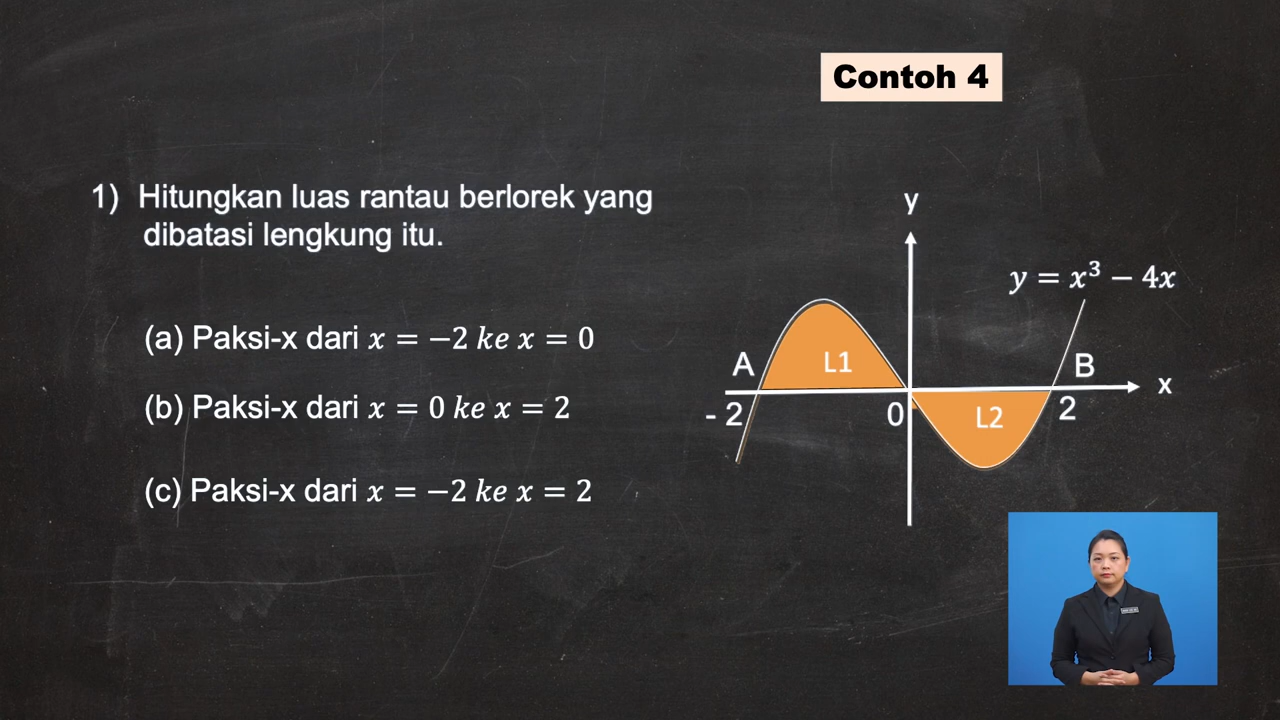 Contoh 4
1) Hitungkan luas rantau berlorek yang
dibatasi lengkung itu.
(a) Paksi-x dari x = −2 ke x = 0
(b) Paksi-x dari x = 0 ke x = 2
(c) Paksi-x dari x = −2 ke x = 2
y
y = x³ − 4x
A
L1
B
x
- 2
0
L2
2